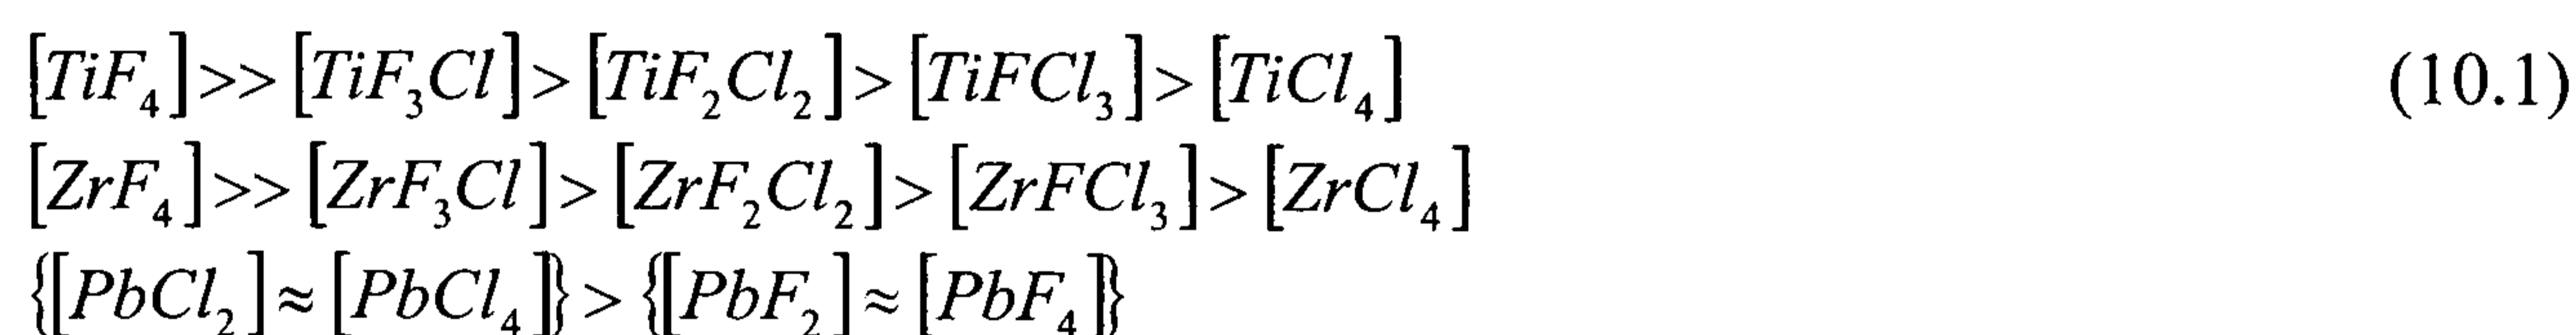 [TiF₄]>>[TiF₃Cl]>[TiF₂Cl₂]>[TiFCl₃]>[TiCl₄] (10.1)
[ZrF₄]>>[ZrF₃Cl]>[ZrF₂Cl₂]>[ZrFCl₃]>[ZrCl₄]
{[PbCl₂]≈[PbCl₄]}>{[PbF₂]≈[PbF₄]}